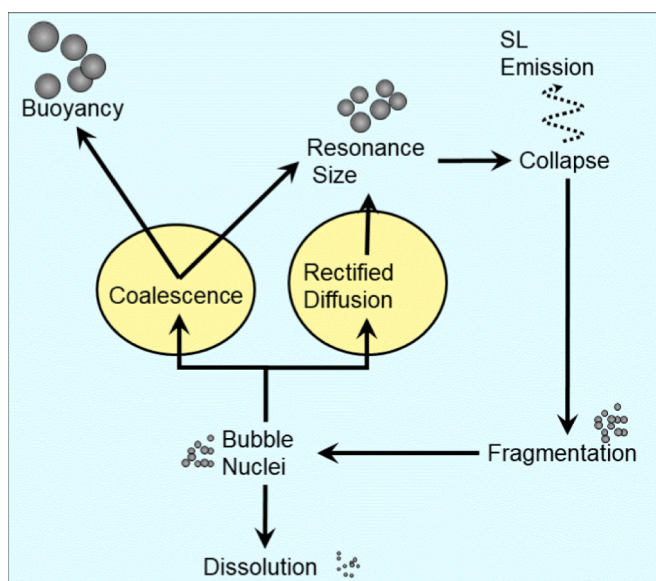 SL
Emission
Buoyancy
Resonance
Size
Collapse
Coalescence
Rectified
Diffusion
Bubble
Nuclei
Fragmentation
Dissolution